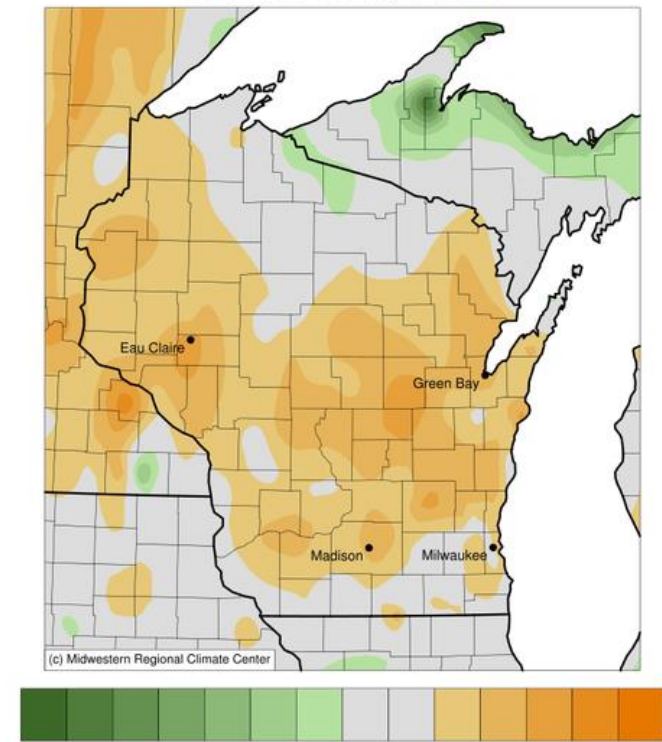 Eau Claire
Green Bay
Madison
Milwaukee
(c) Midwestern Regional Climate Center